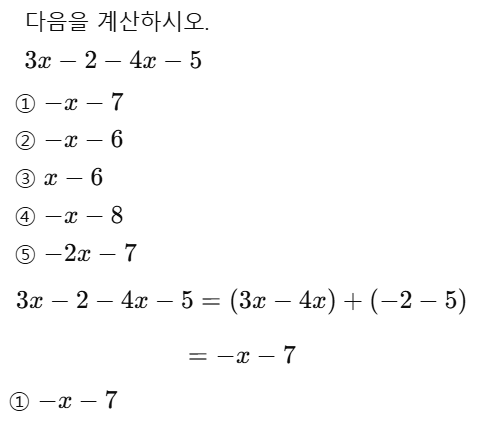 다음을 계산하시오.
3x − 2 − 4x − 5
① −x − 7
② −x − 6
③ x − 6
④ −x − 8
⑤ −2x − 7
3x − 2 − 4x − 5 = (3x − 4x) + (−2 − 5)
= −x − 7
① −x − 7